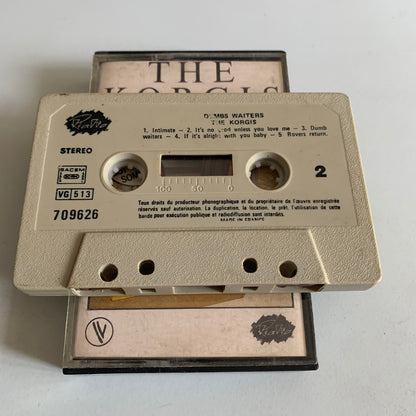 THE
KORGIS
DUMBS WAITERS
THE KORGIS
1. Intimate - 2. It's no good unless you love me - 3. Dumb
waiters - 4. If it's alright with you baby - 5 Rovers return.
STEREO
SACEM
VG 513
709626
100 50 0
2
Tous droits du producteur phonographique et du propriétaire de l'œuvre enregistrée
réservés sauf autorisation. La duplication, la location, le prêt, l'utilisation de cette
bande pour exécution publique et radiodiffusion sont interdits.
MADE IN FRANCE